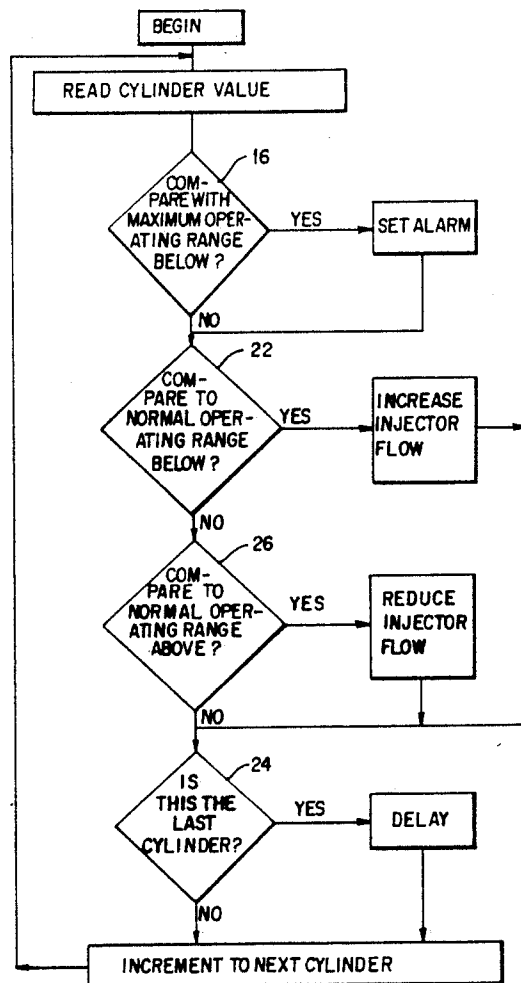 BEGIN
READ CYLINDER VALUE
16
COM-
PARE WITH
MAXIMUM OPER-
ATING RANGE
BELOW?
YES
SET ALARM
NO
22
COM-
PARE TO
NORMAL OPER-
ATING RANGE
BELOW?
YES
INCREASE
INJECTOR
FLOW
NO
26
COM-
PARE TO
NORMAL OPER-
ATING RANGE
ABOVE?
YES
REDUCE
INJECTOR
FLOW
NO
24
IS
THIS THE
LAST
CYLINDER?
YES
DELAY
NO
INCREMENT TO NEXT CYLINDER